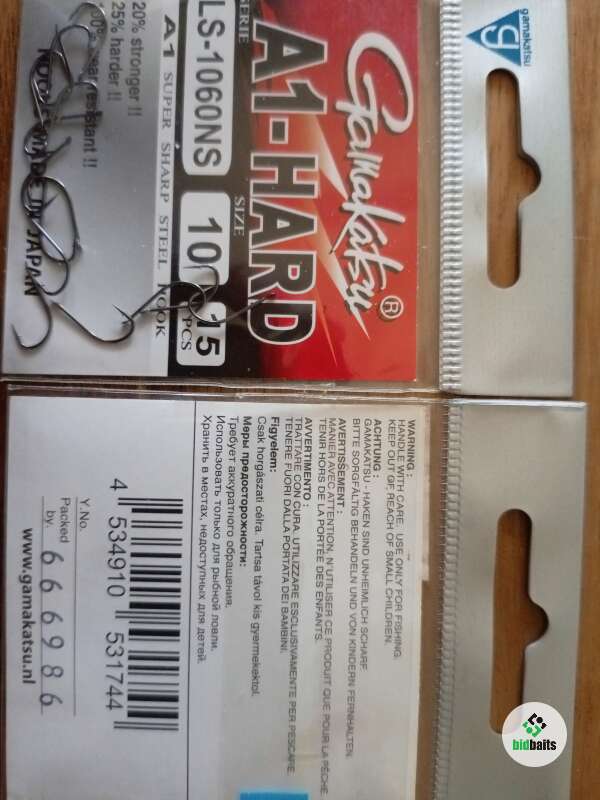 gamakatsu
Gamakatsu®
A1-HARD
SERIE
SIZE
LS-1060NS
10
15
PCS
A1 SUPER SHARP STEEL HOOK
20% stronger !!
25% harder !!
MADE IN JAPAN
WARNING :
HANDLE WITH CARE. USE ONLY FOR FISHING.
KEEP OUT OF REACH OF SMALL CHILDREN.
ACHTUNG :
GAMAKATSU - HAKEN SIND UNHEIMLICH SCHARF
BITTE SORGFÄLTIG BEHANDELN UND VON KINDERN FERNHALTEN.
AVERTISSEMENT :
MANIER AVEC ATTENTION. N'UTILISER CE PRODUIT QUE POUR LA PÊCHE.
TENIR HORS DE LA PORTÉE DES ENFANTS.
AVVERTIMENTO :
TRATTARE CON CURA. UTILIZZARE ESCLUSIVAMENTE PER PESCARE.
TENERE FUORI DALLA PORTATA DEI BAMBINI.
Figyelem:
Csak horgászati célra. Tartsa távol kis gyermekektol.
Меры предосторожности:
Требует аккуратного обращения.
Использовать только для рыбной ловли.
Хранить в местах, недоступных для детей.
4 534910 531744
Y.No.
Packed by. 666986
www.gamakatsu.nl
bidbaits